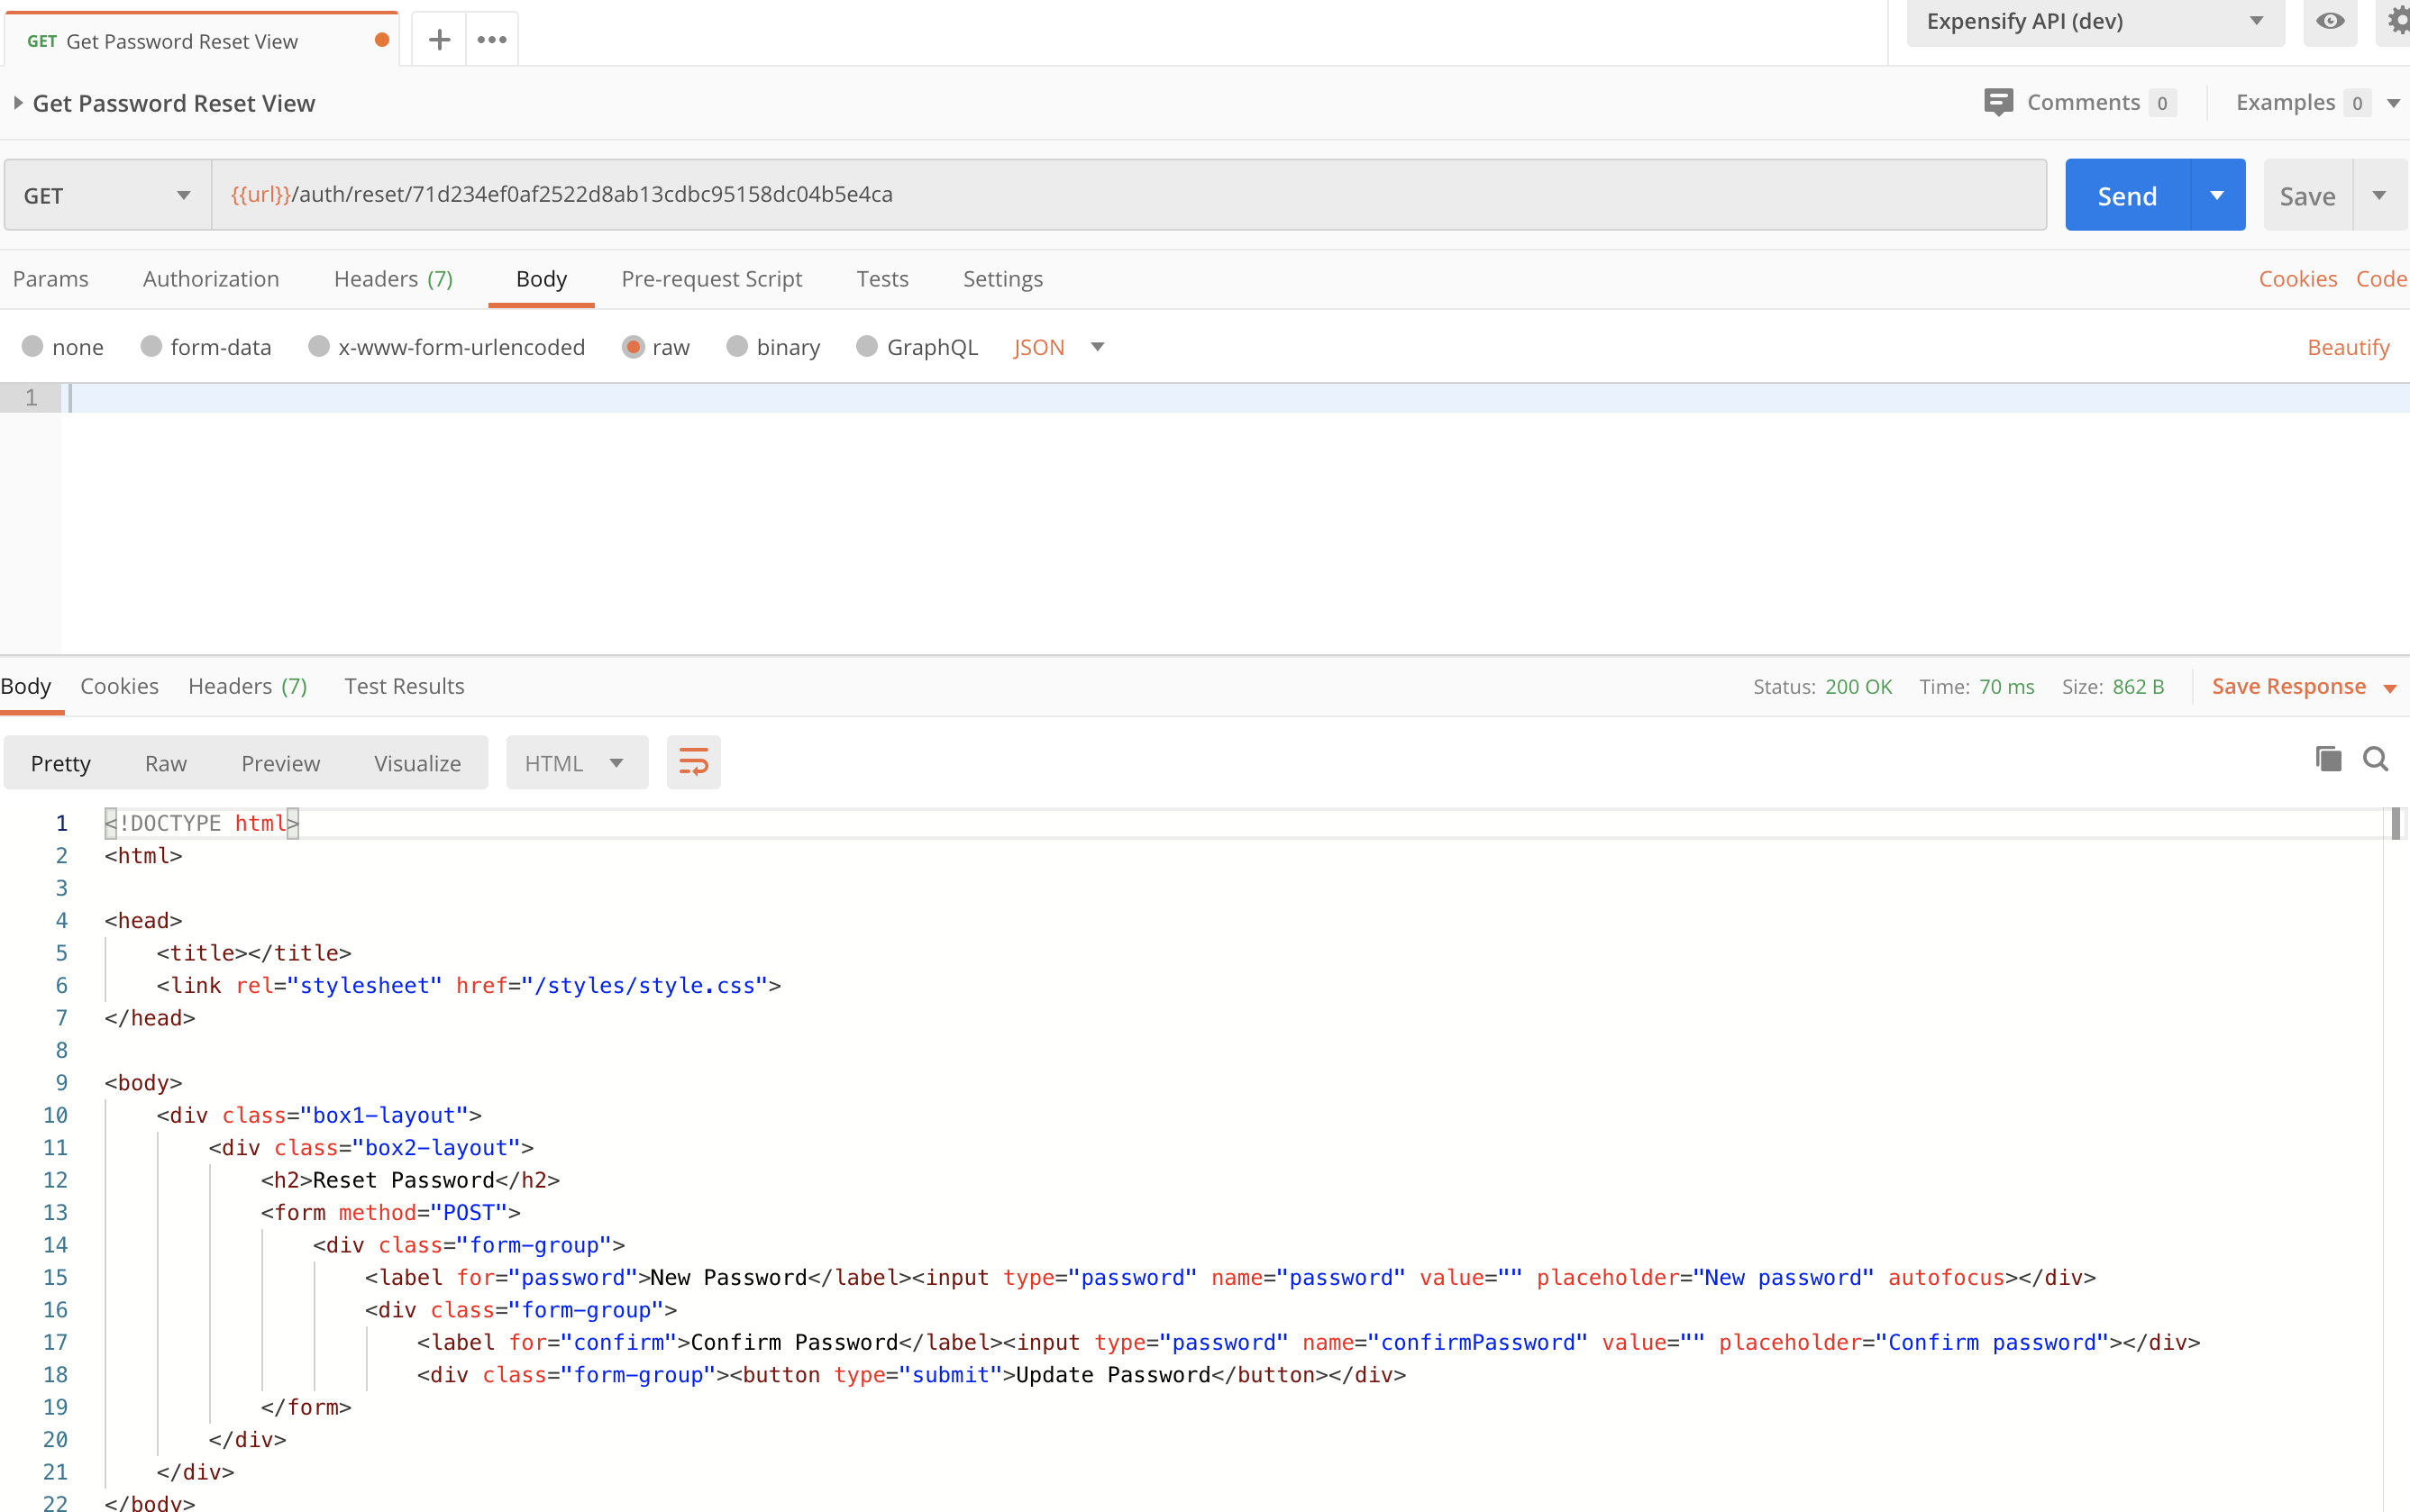 GET Get Password Reset View
Expensify API (dev)
Get Password Reset View
Comments 0
Examples 0
GET
{{url}}/auth/reset/71d234ef0af2522d8ab13cdbc95158dc04b5e4ca
Send
Save
Params Authorization Headers (7) Body Pre-request Script Tests Settings Cookies Code
none form-data x-www-form-urlencoded raw binary GraphQL JSON Beautify
1
Body Cookies Headers (7) Test Results Status: 200 OK Time: 70 ms Size: 862 B Save Response
Pretty Raw Preview Visualize HTML
1 <!DOCTYPE html>
2 <html>
3
4 <head>
5 <title></title>
6 <link rel="stylesheet" href="/styles/style.css">
7 </head>
8
9 <body>
10 <div class="box1-layout">
11 <div class="box2-layout">
12 <h2>Reset Password</h2>
13 <form method="POST">
14 <div class="form-group">
15 <label for="password">New Password</label><input type="password" name="password" value="" placeholder="New password" autofocus></div>
16 <div class="form-group">
17 <label for="confirm">Confirm Password</label><input type="password" name="confirmPassword" value="" placeholder="Confirm password"></div>
18 <div class="form-group"><button type="submit">Update Password</button></div>
19 </form>
20 </div>
21 </div>
22 </body>